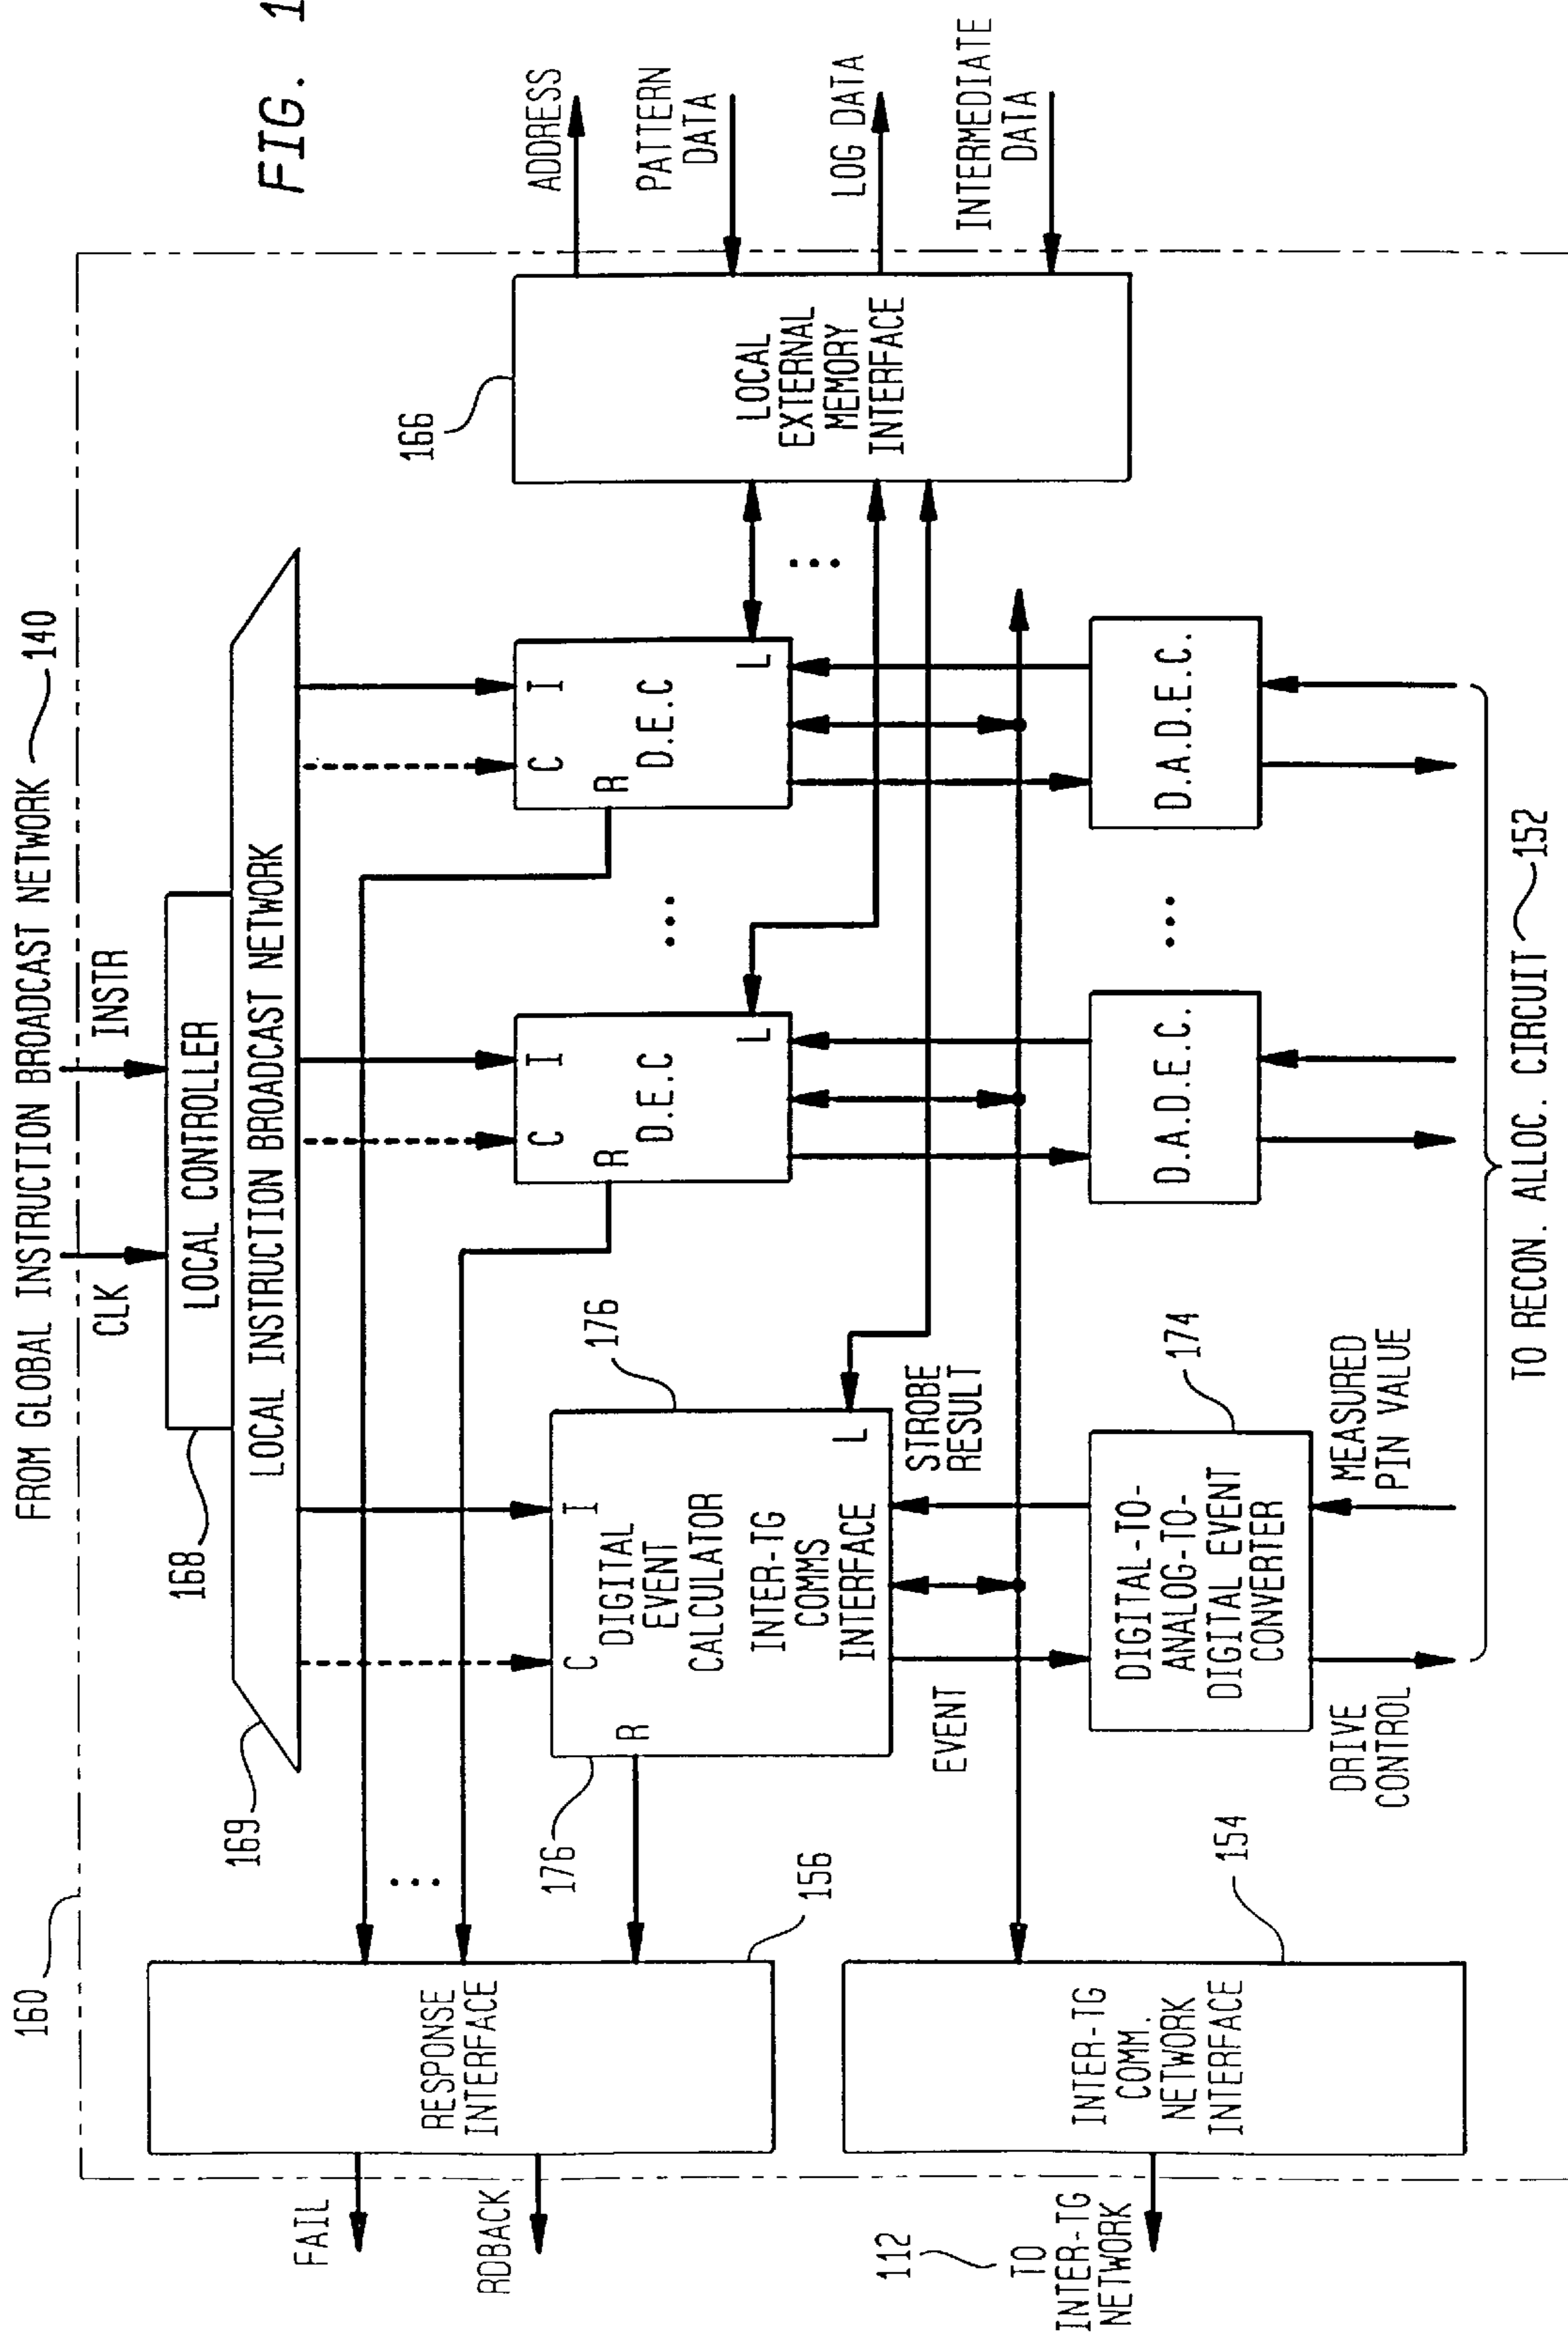 FIG. 1
FROM GLOBAL INSTRUCTION BROADCAST NETWORK 140
CLK
INSTR
160
168
LOCAL CONTROLLER
169
LOCAL INSTRUCTION BROADCAST NETWORK
FAIL
RDBACK
RESPONSE
INTERFACE
156
...
176
176
R
C
I
L
DIGITAL
EVENT
CALCULATOR
INTER-TG
COMMS
INTERFACE
C
I
R
D.E.C
L
...
C
I
R
D.E.C
L
...
166
LOCAL
EXTERNAL
MEMORY
INTERFACE
ADDRESS
PATTERN
DATA
LOG DATA
INTERMEDIATE
DATA
EVENT
STROBE
RESULT
112
TO
INTER-TG
NETWORK
INTER-TG
COMM.
NETWORK
INTERFACE
154
174
DIGITAL-TO-
ANALOG-TO-
DIGITAL EVENT
CONVERTER
D.A.D.E.C.
...
D.A.D.E.C.
DRIVE
CONTROL
MEASURED
PIN VALUE
TO RECON. ALLOC. CIRCUIT 152